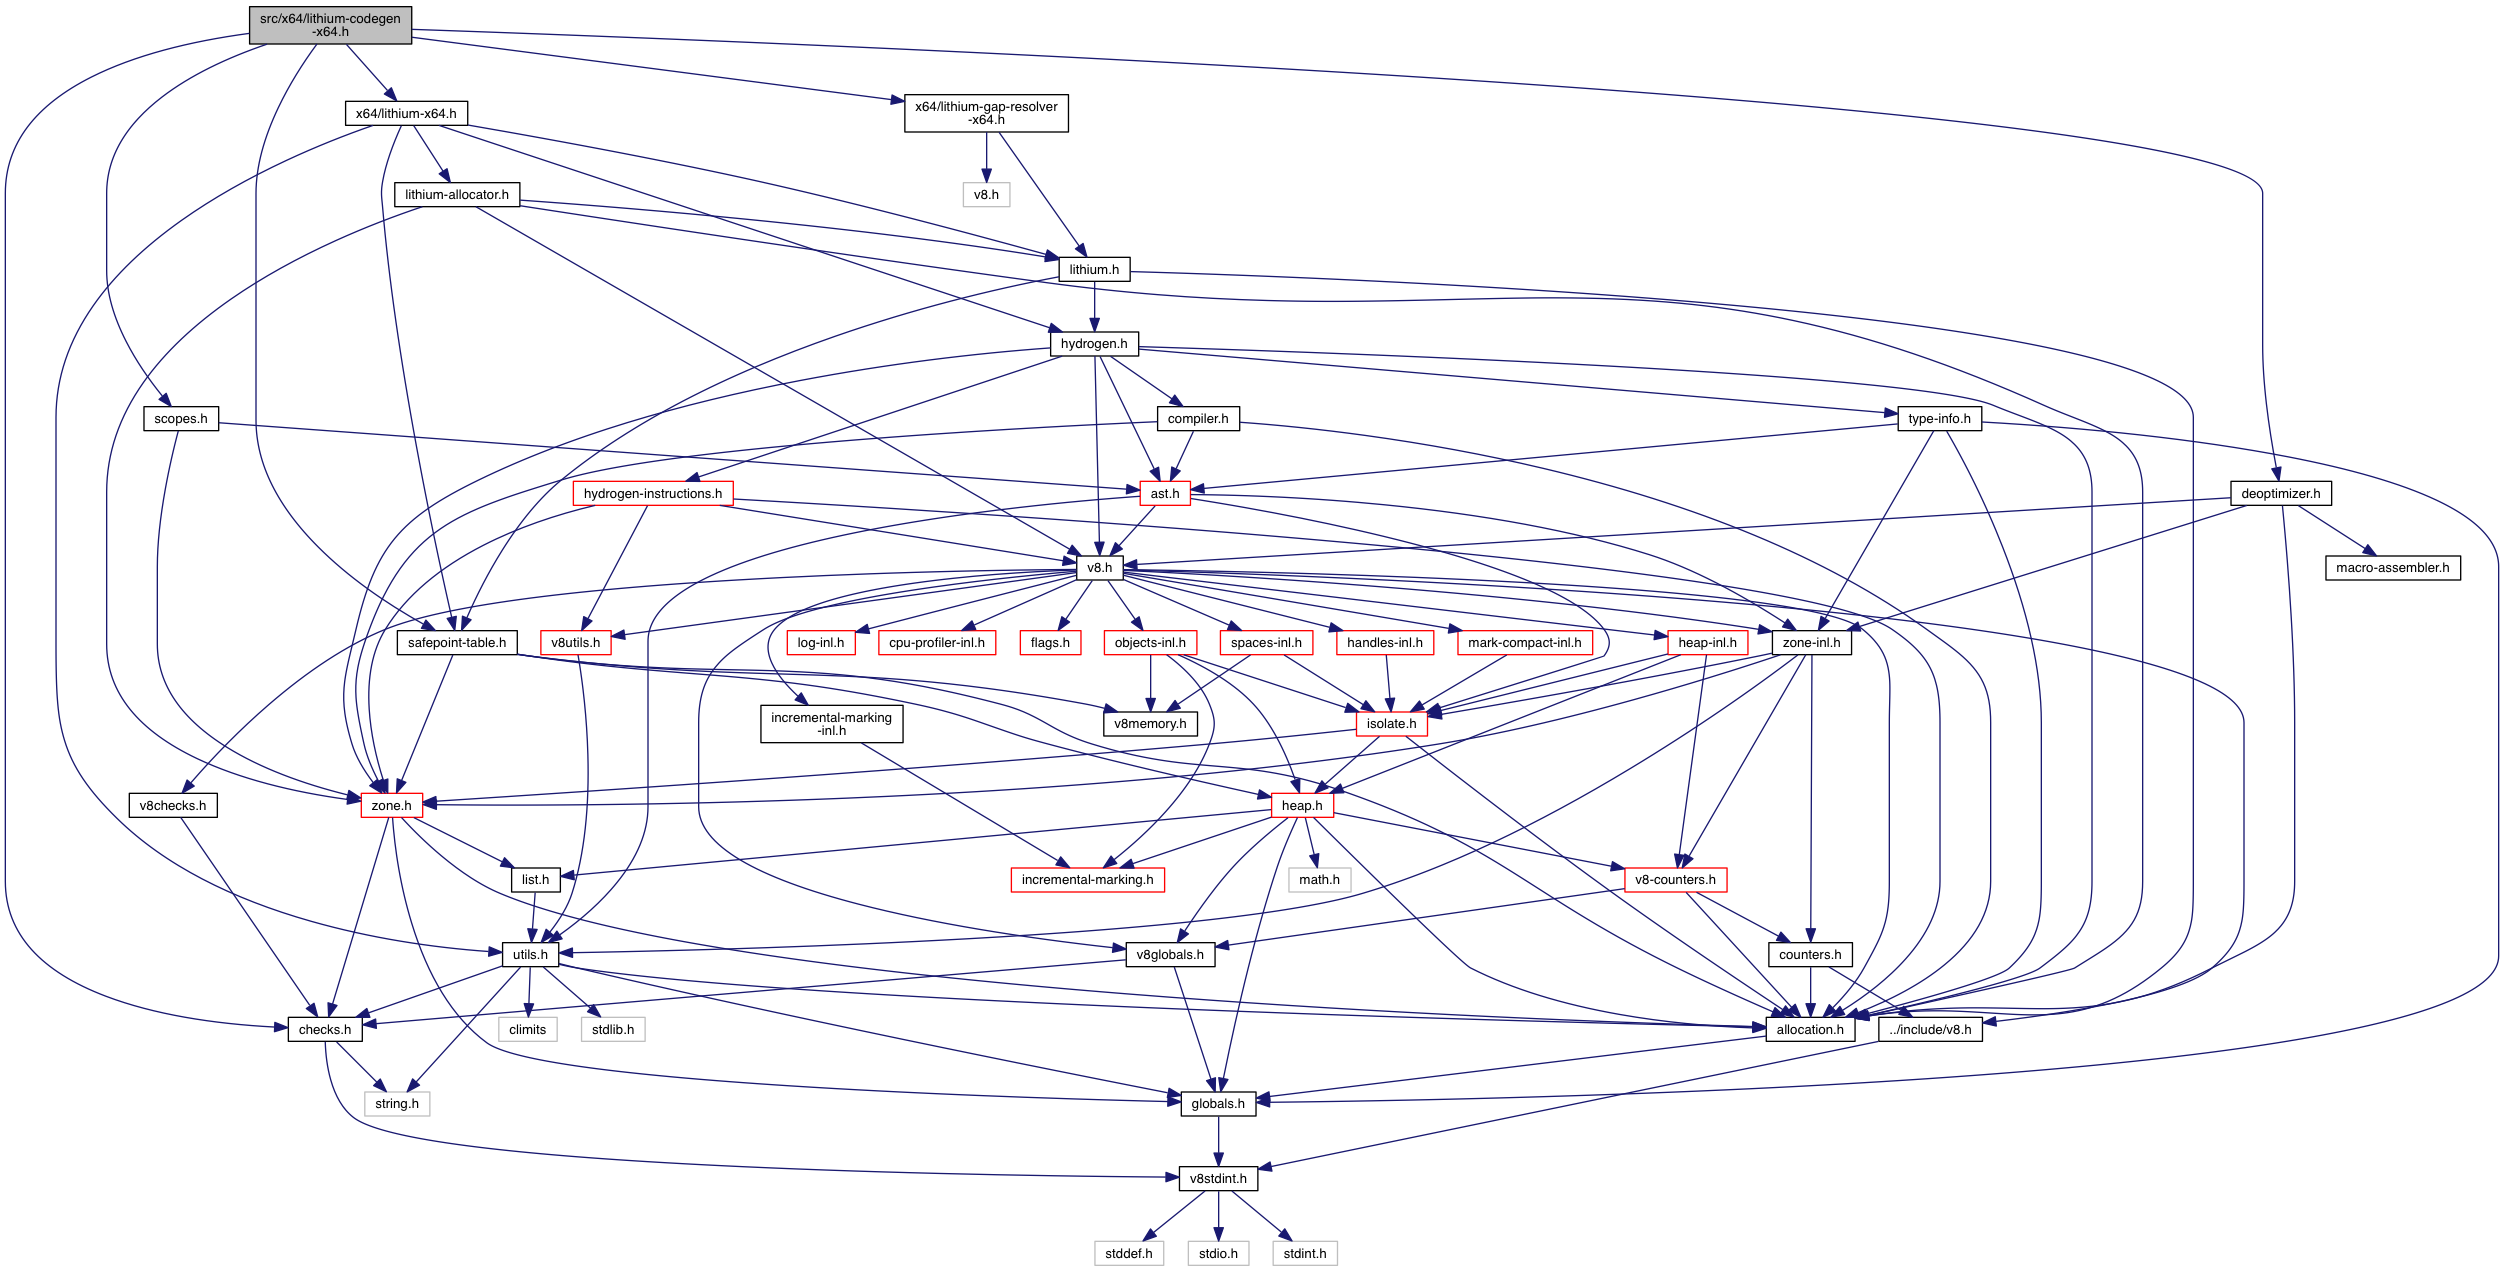 src/x64/lithium-codegen
-x64.h
x64/lithium-x64.h
x64/lithium-gap-resolver
-x64.h
lithium-allocator.h
v8.h
lithium.h
hydrogen.h
scopes.h
compiler.h
type-info.h
hydrogen-instructions.h
ast.h
deoptimizer.h
v8.h
macro-assembler.h
safepoint-table.h
v8utils.h
log-inl.h
cpu-profiler-inl.h
flags.h
objects-inl.h
spaces-inl.h
handles-inl.h
mark-compact-inl.h
heap-inl.h
zone-inl.h
incremental-marking
-inl.h
v8memory.h
isolate.h
v8checks.h
zone.h
heap.h
list.h
incremental-marking.h
math.h
v8-counters.h
utils.h
v8globals.h
counters.h
checks.h
climits
stdlib.h
allocation.h
../include/v8.h
string.h
globals.h
v8stdint.h
stddef.h
stdio.h
stdint.h